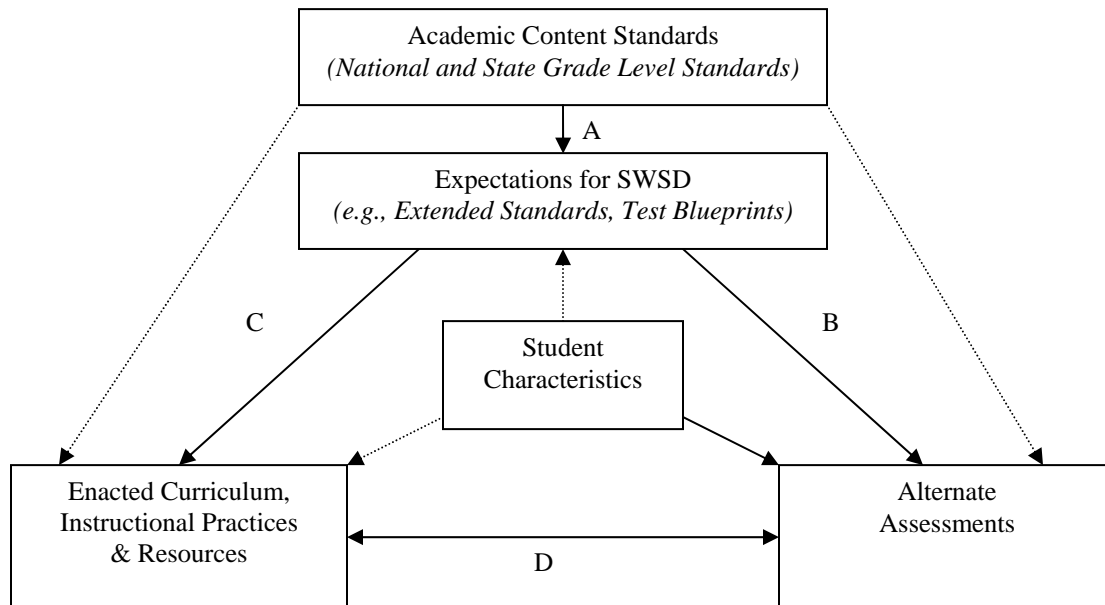 Academic Content Standards
(National and State Grade Level Standards)
A
Expectations for SWSD
(e.g., Extended Standards, Test Blueprints)
C
B
Student
Characteristics
Enacted Curriculum,
Instructional Practices
& Resources
Alternate
Assessments
D